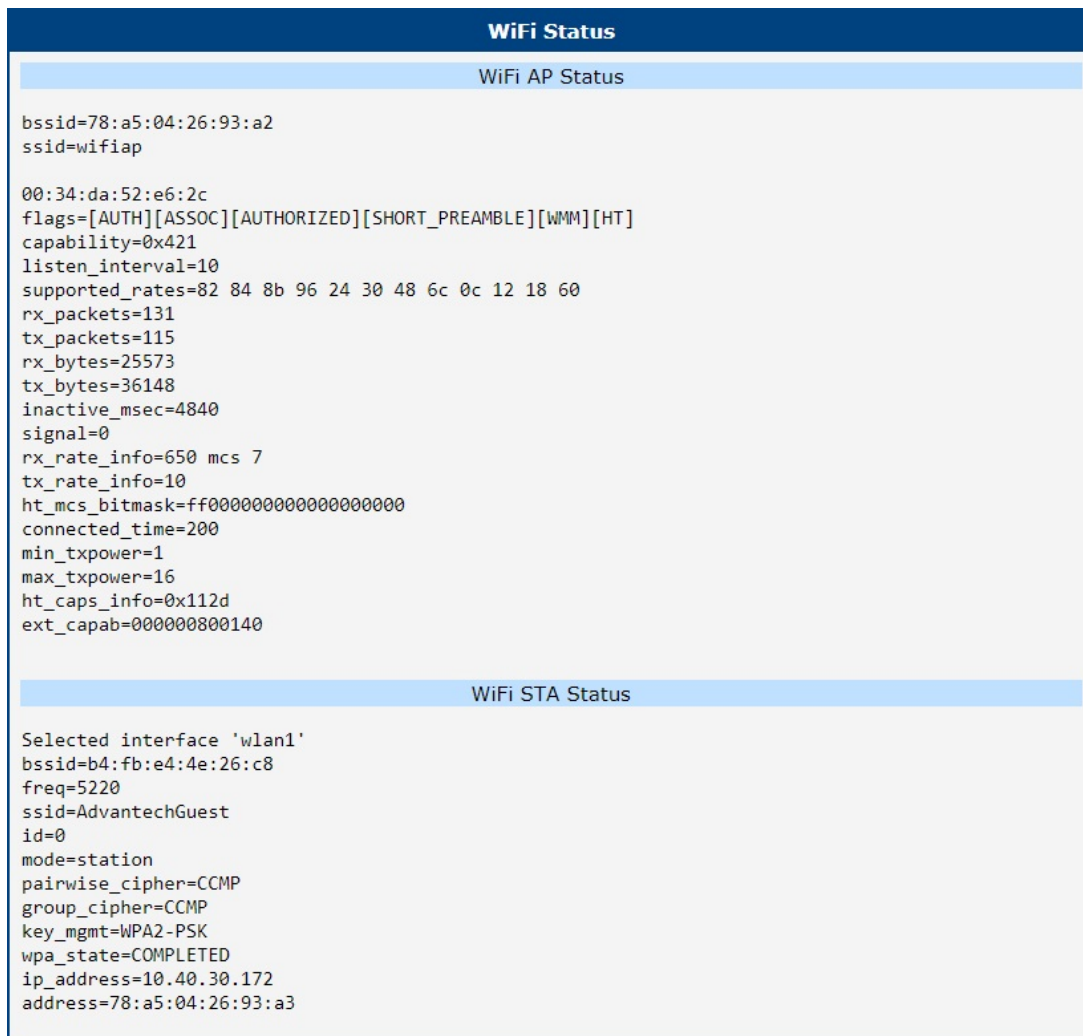 WiFi Status
WiFi AP Status
bssid=78:a5:04:26:93:a2
ssid=wifiap
00:34:da:52:e6:2c
flags=[AUTH][ASSOC][AUTHORIZED][SHORT_PREAMBLE][WMM][HT]
capability=0x421
listen_interval=10
supported_rates=82 84 8b 96 24 30 48 6c 0c 12 18 60
rx_packets=131
tx_packets=115
rx_bytes=25573
tx_bytes=36148
inactive_msec=4840
signal=0
rx_rate_info=650 mcs 7
tx_rate_info=10
ht_mcs_bitmask=ff000000000000000000
connected_time=200
min_txpower=1
max_txpower=16
ht_caps_info=0x112d
ext_capab=000000800140
WiFi STA Status
Selected interface 'wlan1'
bssid=b4:fb:e4:4e:26:c8
freq=5220
ssid=AdvantechGuest
id=0
mode=station
pairwise_cipher=CCMP
group_cipher=CCMP
key_mgmt=WPA2-PSK
wpa_state=COMPLETED
ip_address=10.40.30.172
address=78:a5:04:26:93:a3